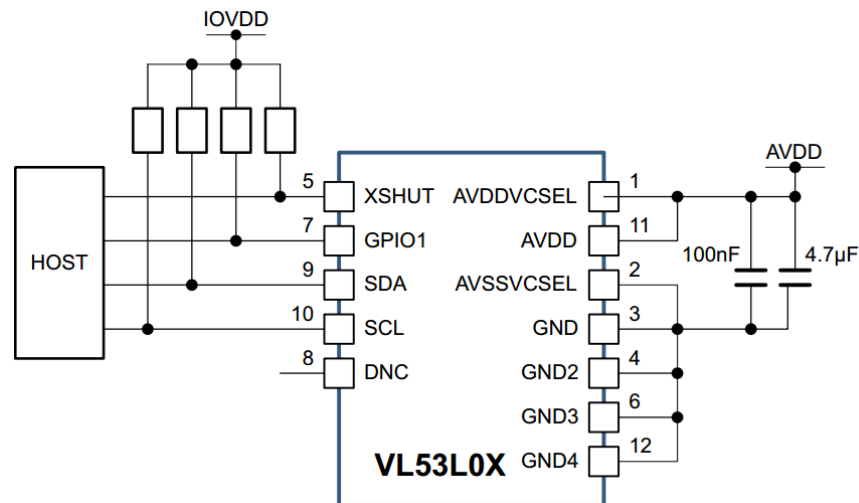 IOVDD
AVDD
HOST
5
XSHUT
AVDDVCSEL
1
7
GPIO1
AVDD
11
100nF
4.7µF
9
SDA
AVSSVCSEL
2
10
SCL
GND
3
8
DNC
GND2
4
GND3
6
VL53L0X
GND4
12